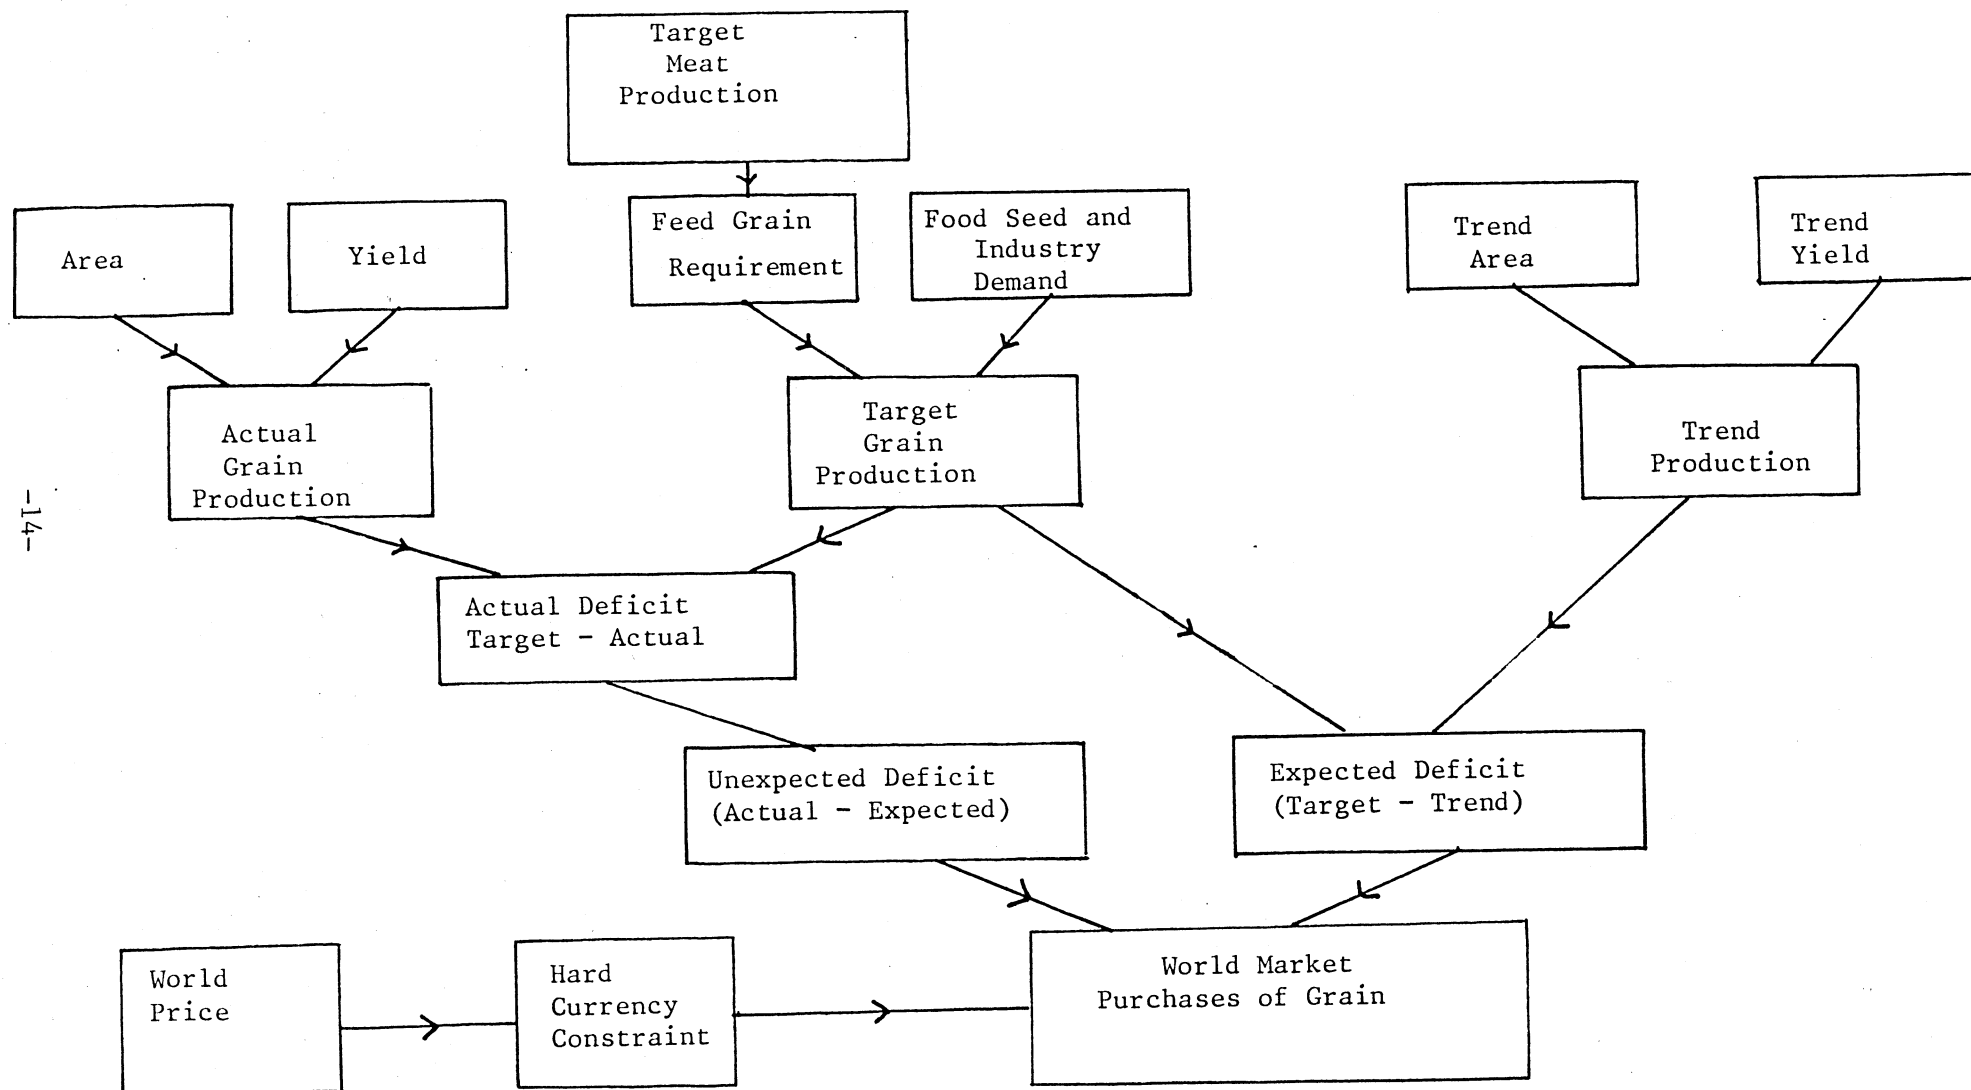 Target
Meat
Production
Area
Yield
Feed Grain
Requirement
Food Seed and
Industry
Demand
Trend
Area
Trend
Yield
Actual
Grain
Production
Target
Grain
Production
Trend
Production
-14-
Actual Deficit
Target - Actual
Unexpected Deficit
(Actual - Expected)
Expected Deficit
(Target - Trend)
World
Price
Hard
Currency
Constraint
World Market
Purchases of Grain